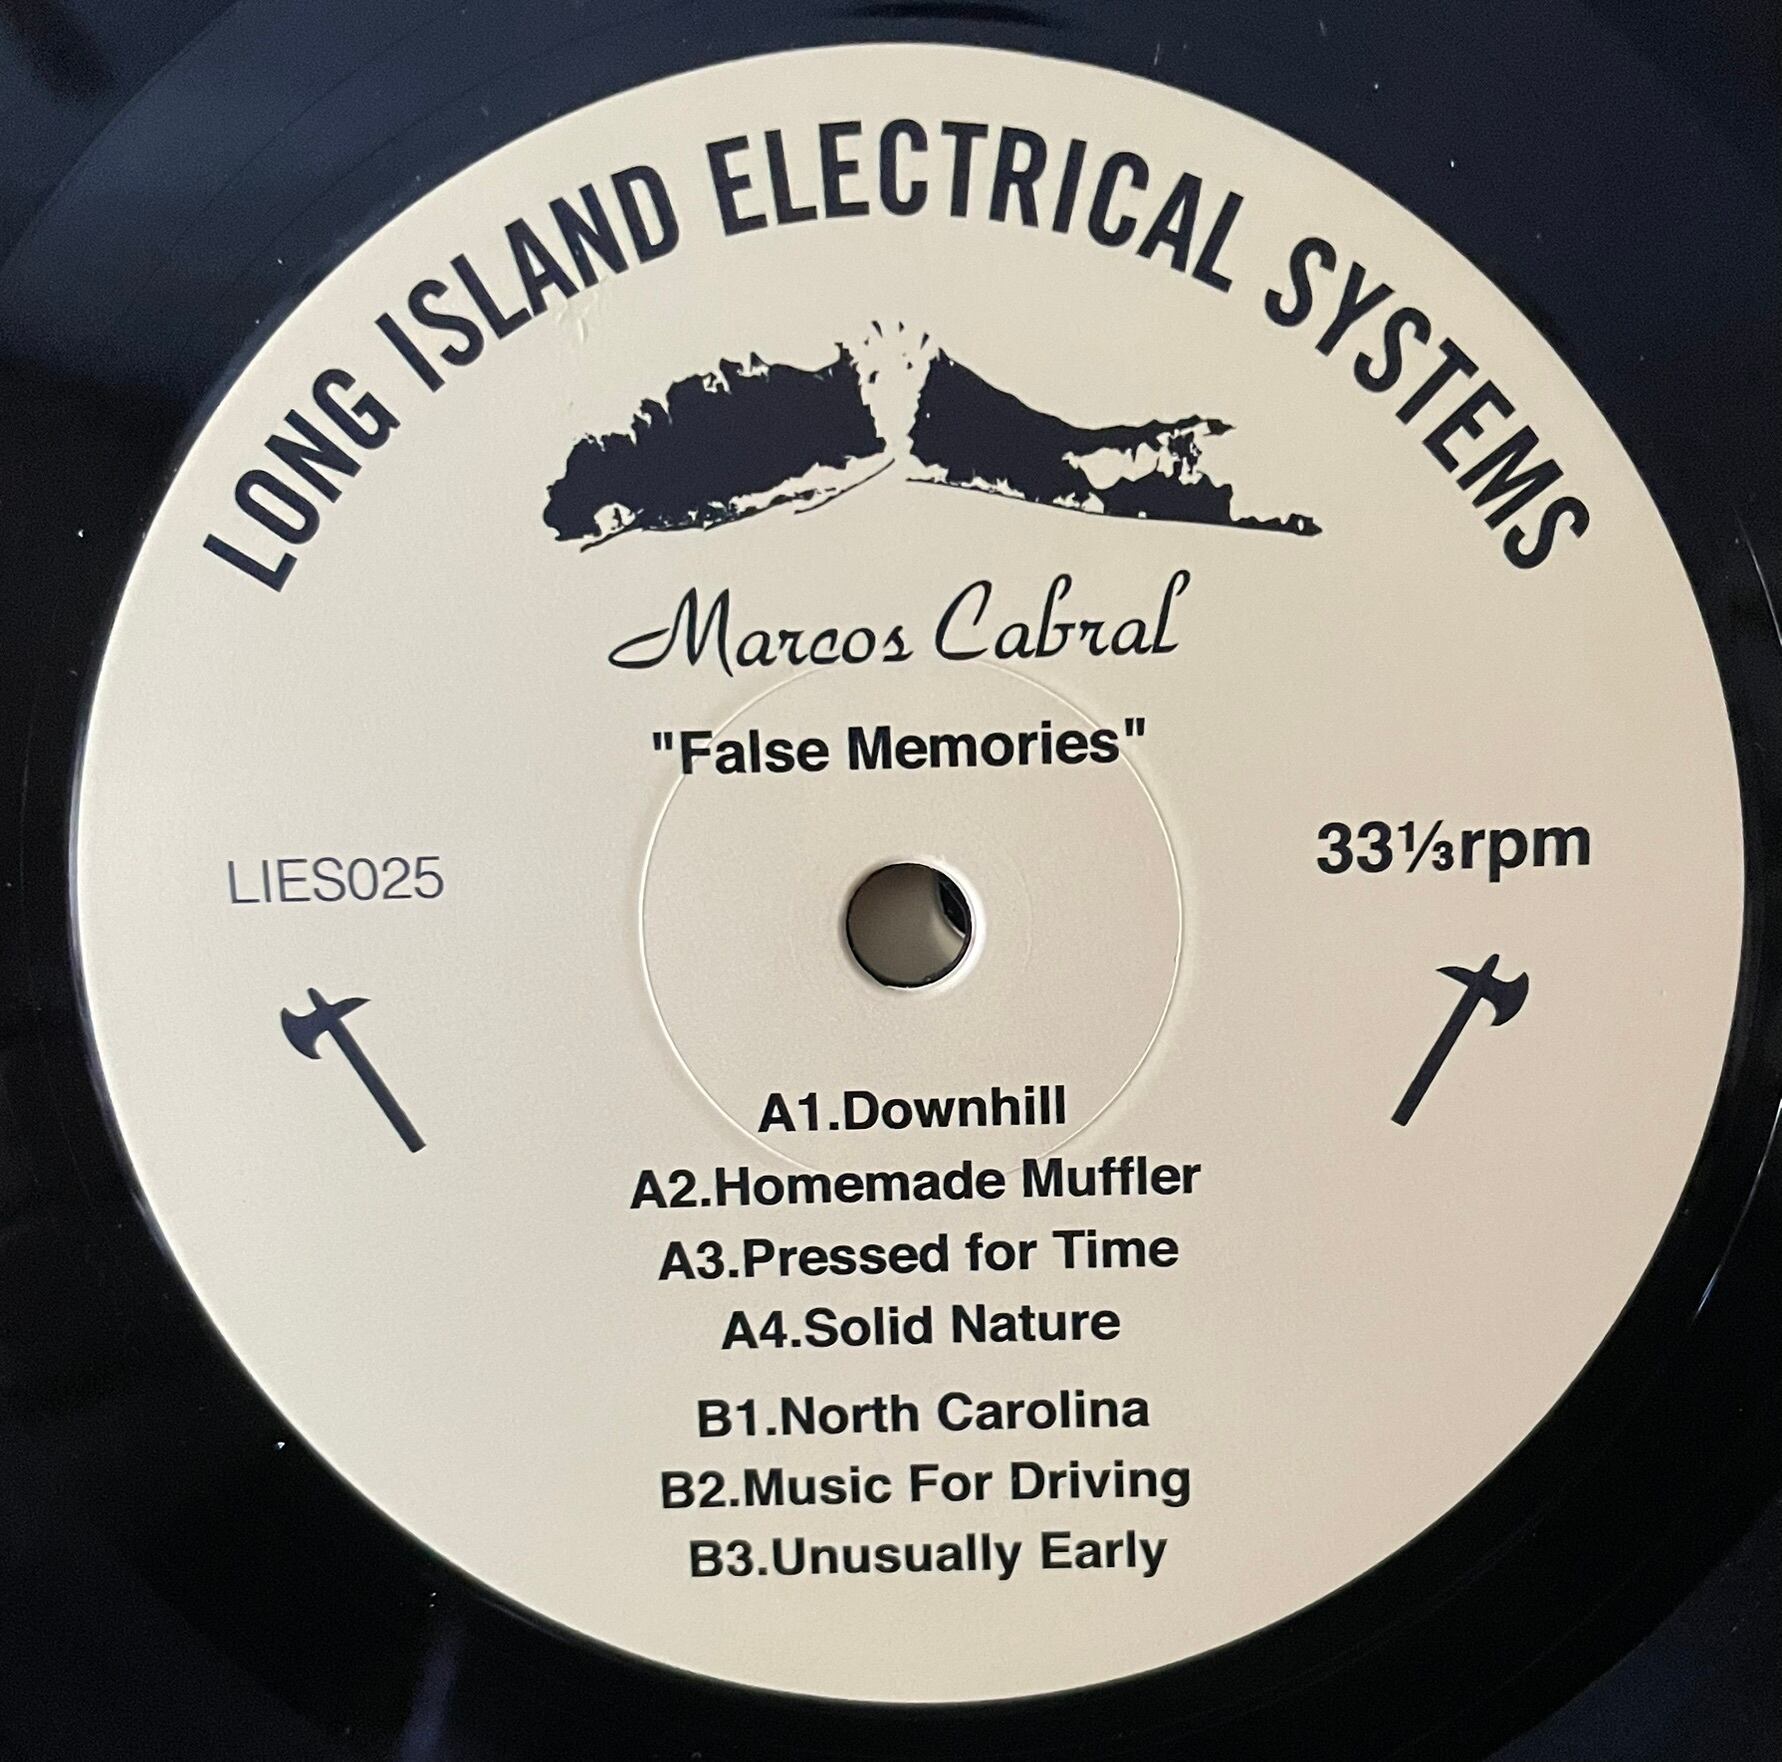 LONG ISLAND ELECTRICAL SYSTEMS
Marcos Cabral
"False Memories"
LIES025
33⅓rpm
A1.Downhill
A2.Homemade Muffler
A3.Pressed for Time
A4.Solid Nature
B1.North Carolina
B2.Music For Driving
B3.Unusually Early